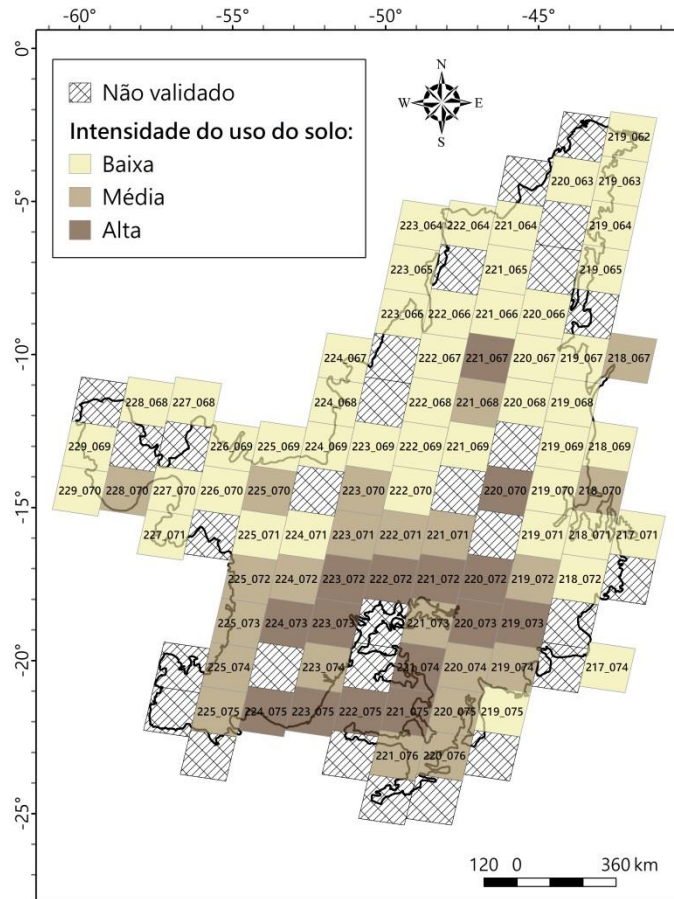 -60° -55° -50° -45°
0°
-5°
-10°
-15°
-20°
-25°
N
W E
S
Não validado
Intensidade do uso do solo:
Baixa
Média
Alta
219_062
220_063 219_063
223_064 222_064 221_064 219_064
223_065 221_065 219_065
223_066 222_066 221_066 220_066
224_067 222_067 221_067 220_067 219_067 218_067
228_068 227_068 224_068 222_068 221_068 220_068 219_068
229_069 226_069 225_069 224_069 223_069 222_069 221_069 219_069 218_069
229_070 228_070 227_070 226_070 225_070 223_070 222_070 220_070 219_070 218_070
227_071 225_071 224_071 223_071 222_071 221_071 219_071 218_071 217_071
225_072 224_072 223_072 222_072 221_072 220_072 219_072 218_072
225_073 224_073 223_073 221_073 220_073 219_073
225_074 223_074 221_074 220_074 219_074 217_074
225_075 224_075 223_075 222_075 221_075 220_075 219_075
221_076 220_076
120 0 360 km